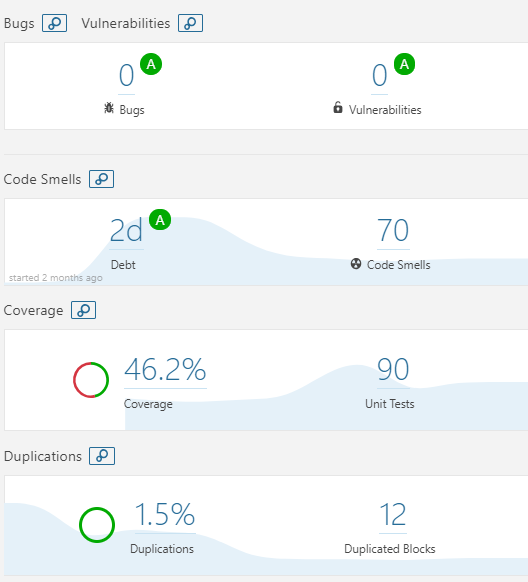 Bugs Vulnerabilities
0 A 0 A
Bugs Vulnerabilities
Code Smells
2d A 70
Debt Code Smells
started 2 months ago
Coverage
46.2% 90
Coverage Unit Tests
Duplications
1.5% 12
Duplications Duplicated Blocks